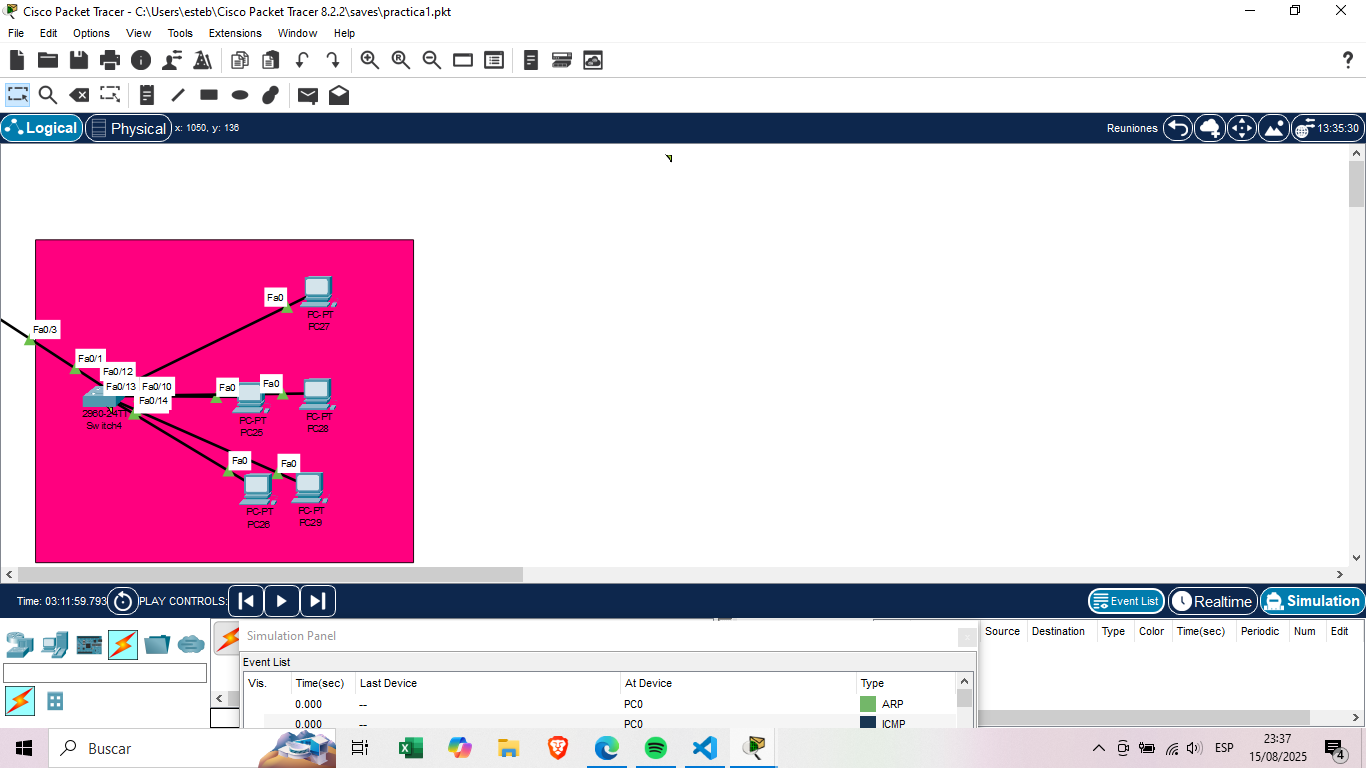 Cisco Packet Tracer - C:\Users\esteb\Cisco Packet Tracer 8.2.2\saves\practica1.pkt
File Edit Options View Tools Extensions Window Help
?
Logical Physical x: 1050, y: 136 Reuniones 13:35:30
Fa0
PC-PT
PC27
Fa0/3
Fa0/1
Fa0/12
Fa0/13 Fa0/10 Fa0 Fa0
Fa0/14
2960-24TT
Switch4
PC-PT
PC25
PC-PT
PC28
Fa0 Fa0
PC-PT
PC26
PC-PT
PC29
Time: 03:11:59.793 PLAY CONTROLS: Event List Realtime Simulation
Simulation Panel
Source Destination Type Color Time(sec) Periodic Num Edit
Event List
Vis. Time(sec) Last Device At Device Type
0.000 -- PC0 ARP
0.000 -- PC0 ICMP
Buscar ESP 23:37
15/08/2025
4